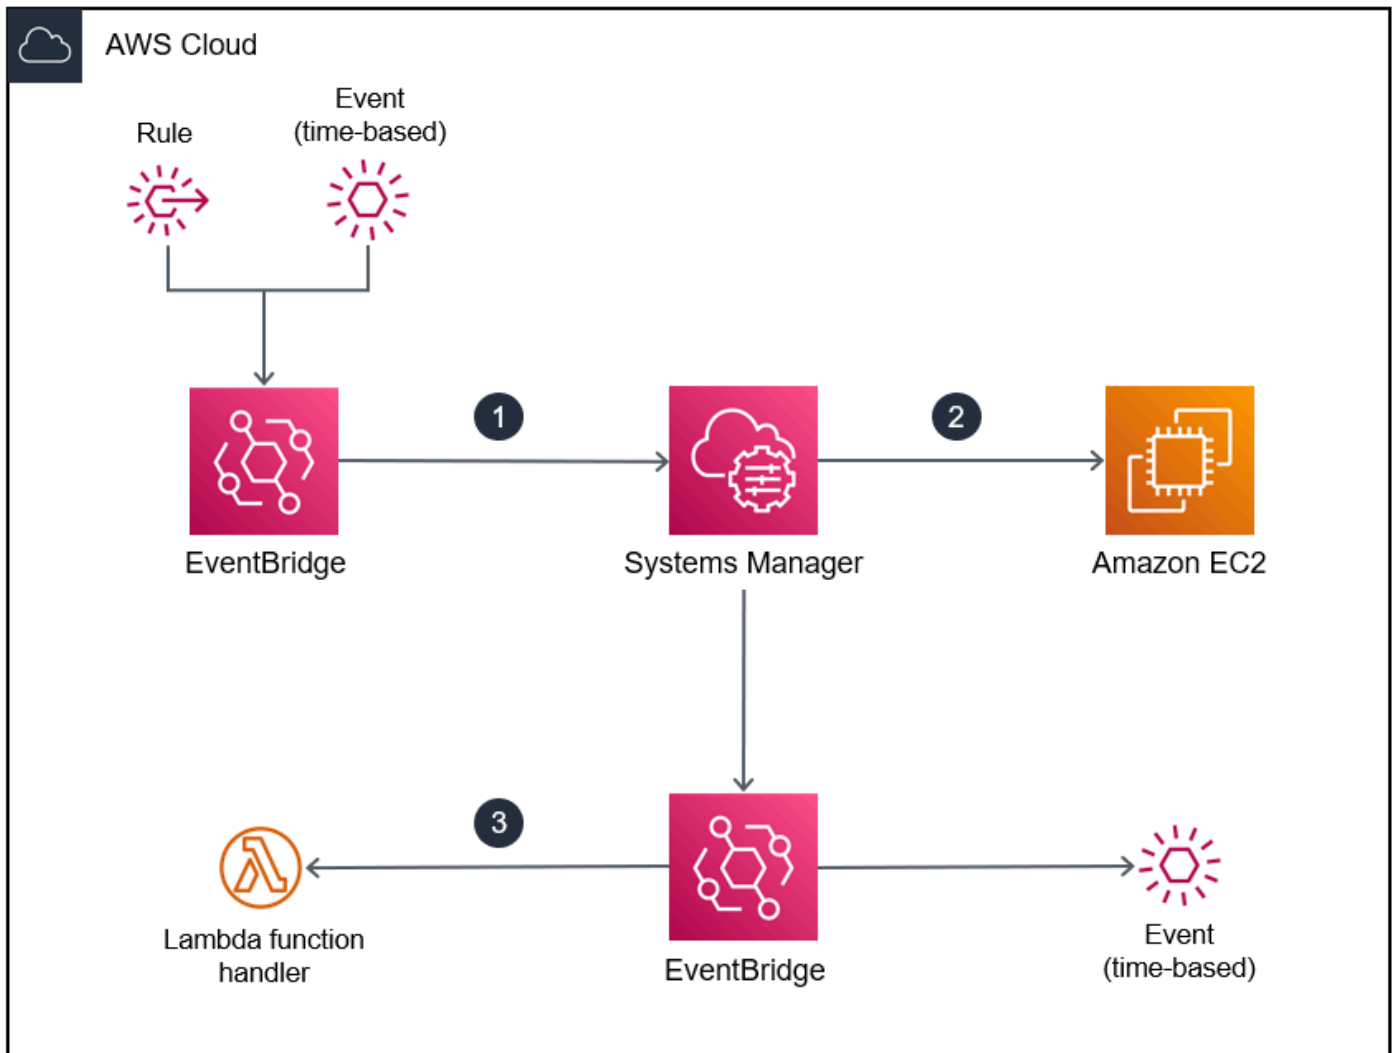 AWS Cloud
Rule
Event
(time-based)
1
2
EventBridge
Systems Manager
Amazon EC2
3
Lambda function
handler
EventBridge
Event
(time-based)